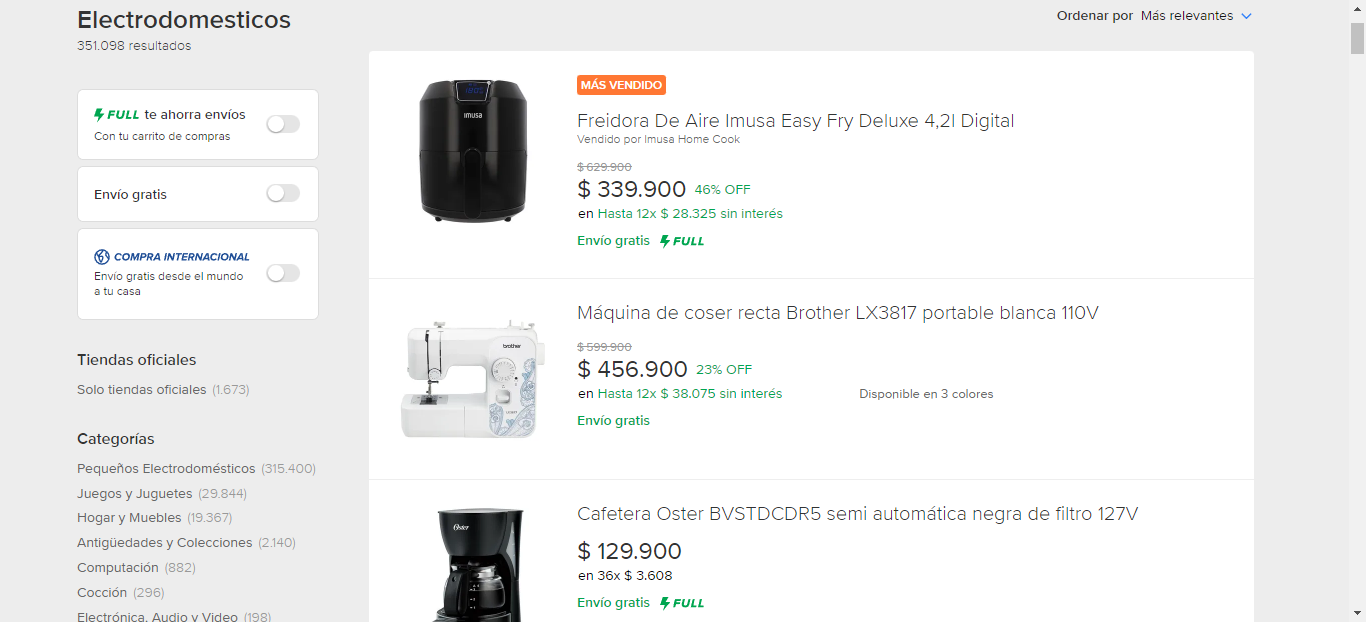 Electrodomesticos
351.098 resultados
Ordenar por Más relevantes
FULL te ahorra envíos
Con tu carrito de compras
Envío gratis
COMPRA INTERNACIONAL
Envío gratis desde el mundo
a tu casa
Tiendas oficiales
Solo tiendas oficiales (1.673)
Categorías
Pequeños Electrodomésticos (315.400)
Juegos y Juguetes (29.844)
Hogar y Muebles (19.367)
Antigüedades y Colecciones (2.140)
Computación (882)
Cocción (296)
Electrónica, Audio y Video (198)
imusa
MÁS VENDIDO
Freidora De Aire Imusa Easy Fry Deluxe 4,2l Digital
Vendido por Imusa Home Cook
$ 629.900
$ 339.900 46% OFF
en Hasta 12x $ 28.325 sin interés
Envío gratis FULL
brother
Máquina de coser recta Brother LX3817 portable blanca 110V
$ 599.900
$ 456.900 23% OFF
en Hasta 12x $ 38.075 sin interés
Disponible en 3 colores
Envío gratis
Oster
Cafetera Oster BVSTDCDR5 semi automática negra de filtro 127V
$ 129.900
en 36x $ 3.608
Envío gratis FULL